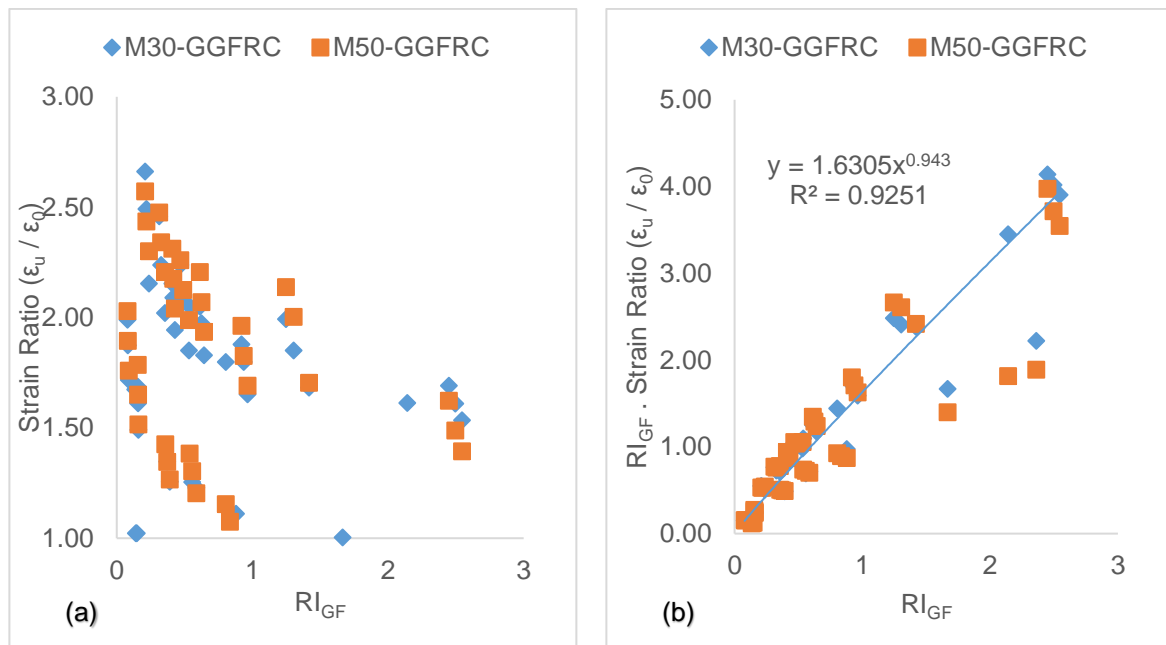 M30-GGFRC M50-GGFRC
3.00
2.50
2.00
1.50
1.00
Strain Ratio (εu / ε0)
0 1 2 3
RIGF
(a)
M30-GGFRC M50-GGFRC
5.00
4.00
3.00
2.00
1.00
0.00
RIGF . Strain Ratio (εu / ε0)
y = 1.6305x^0.943
R² = 0.9251
0 1 2 3
RIGF
(b)